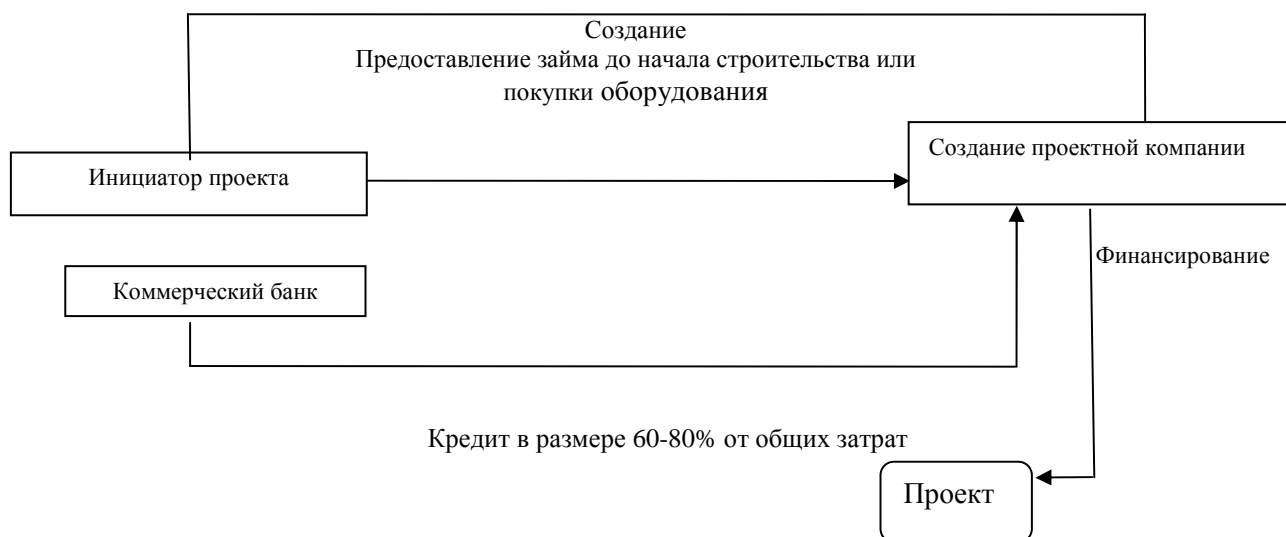 Создание
Предоставление займа до начала строительства или
покупки оборудования
Создание проектной компании
Инициатор проекта
Финансирование
Коммерческий банк
Кредит в размере 60-80% от общих затрат
Проект